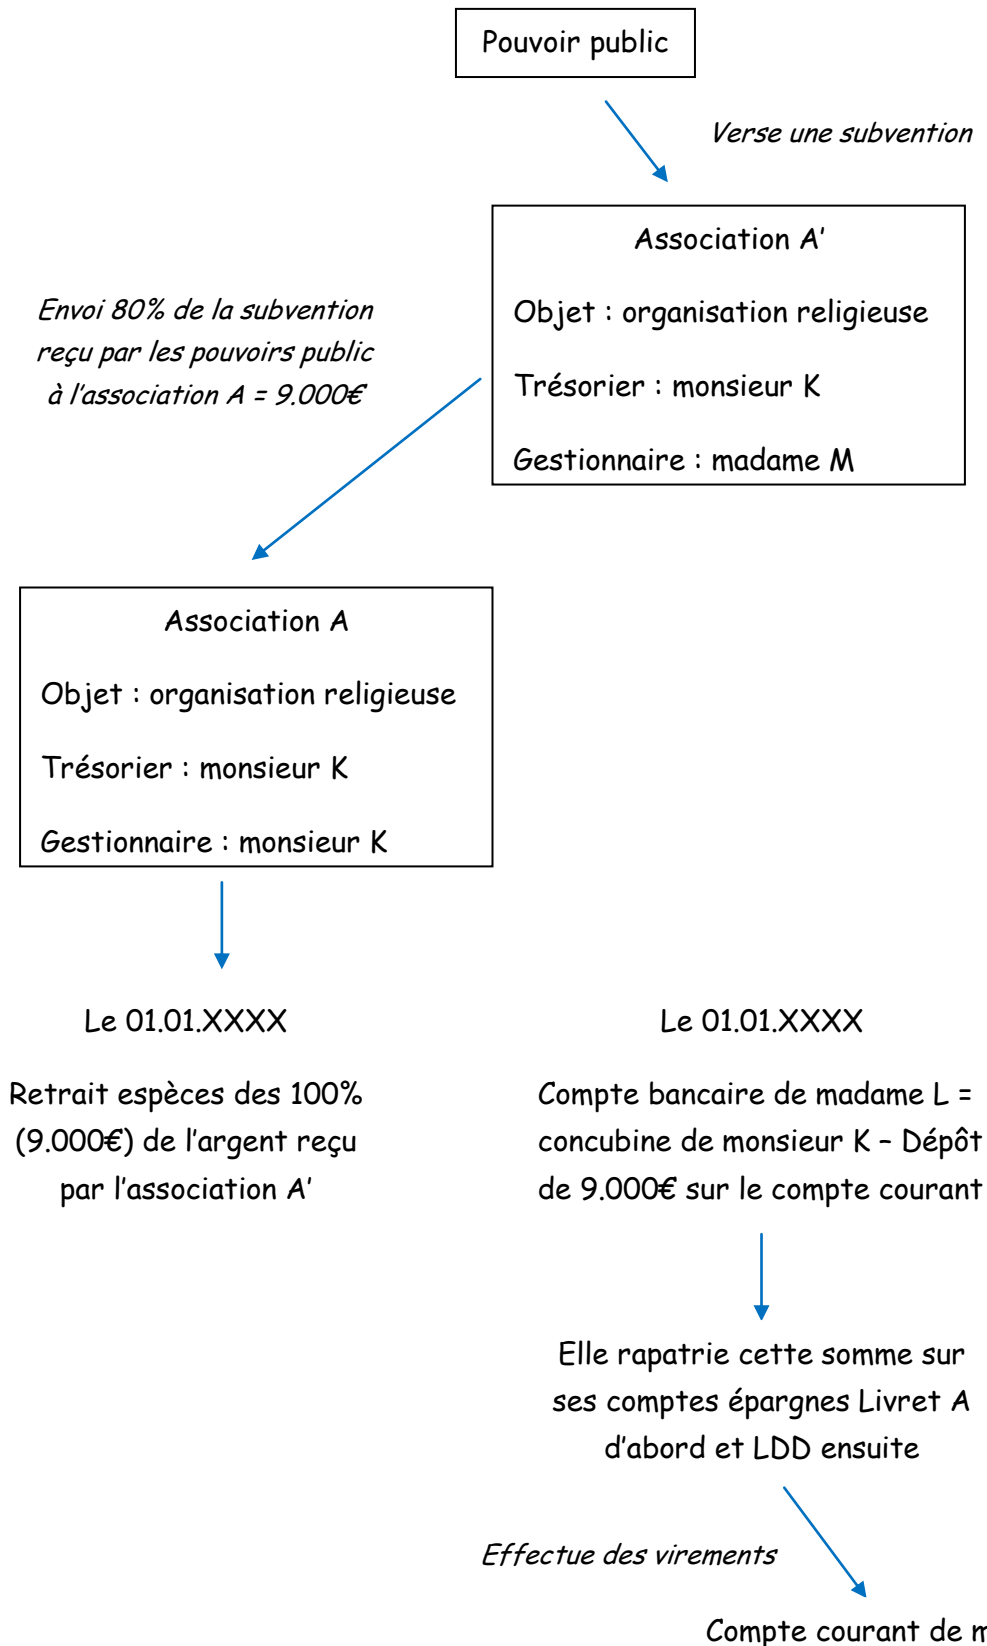 Pouvoir public
Verse une subvention
Association A'
Objet : organisation religieuse
Trésorier : monsieur K
Gestionnaire : madame M
Envoi 80% de la subvention
reçu par les pouvoirs public
à l'association A = 9.000€
Association A
Objet : organisation religieuse
Trésorier : monsieur K
Gestionnaire : monsieur K
Le 01.01.XXXX
Retrait espèces des 100%
(9.000€) de l'argent reçu
par l'association A'
Le 01.01.XXXX
Compte bancaire de madame L =
concubine de monsieur K – Dépôt
de 9.000€ sur le compte courant
Elle rapatrie cette somme sur
ses comptes épargnes Livret A
d'abord et LDD ensuite
Effectue des virements
Compte courant de